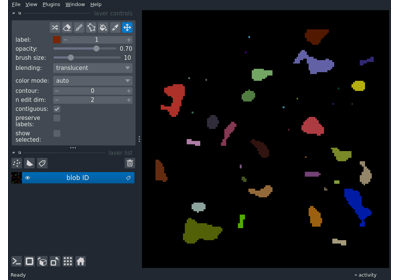 File View Plugins Window Help
layer controls
label: 1
opacity: 0.70
brush size: 10
blending: translucent
color mode: auto
contour: 0
n edit dim: 2
contiguous:
preserve
labels:
show
selected:
layer list
blob ID
Ready
activity